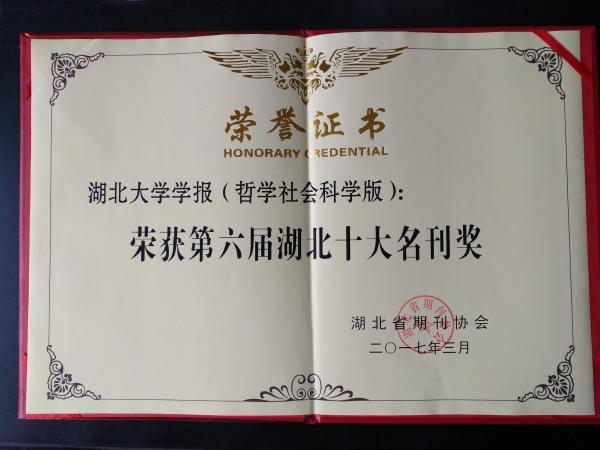 荣誉证书
HONORARY CREDENTIAL
湖北大学学报（哲学社会科学版）：
荣获第六届湖北十大名刊奖
湖北省期刊协会
二〇一七年三月